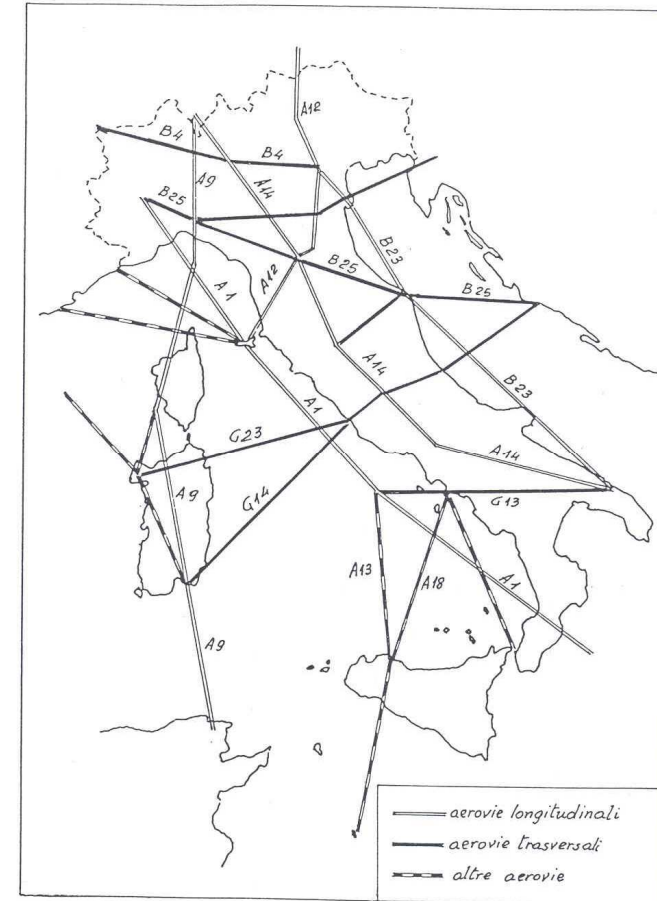 A12
B4
B4
A9
A14
B25
B23
A1
A12
B25
B25
A14
B23
A1
G23
A14
A9
G14
G13
A13
A18
A1
A9
aerovie longitudinali
aerovie trasversali
altre aerovie